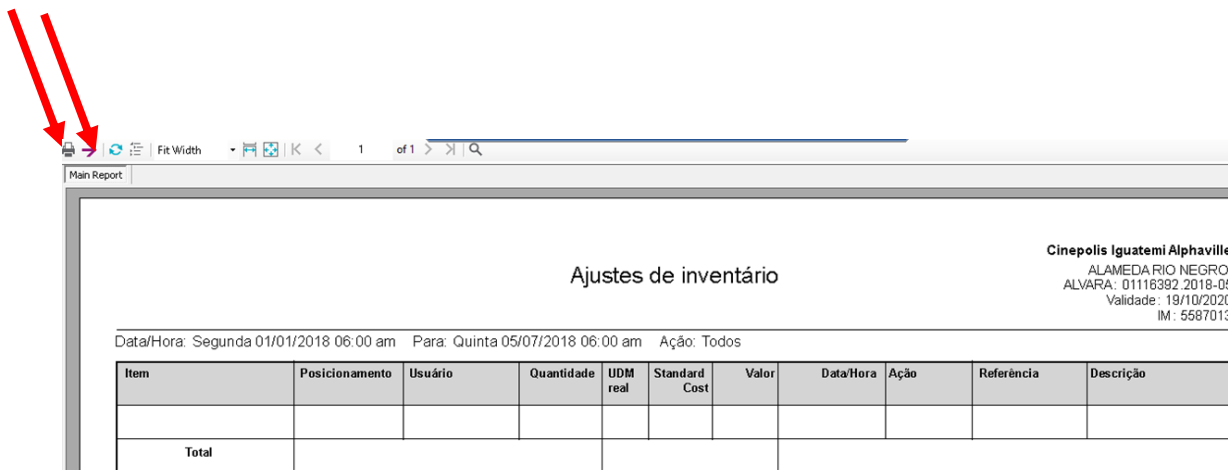 Fit Width 1 of 1
Main Report
Cinepolis Iguatemi Alphaville
Ajustes de inventário
ALAMEDA RIO NEGRO
ALVARA: 01116392.2018-05
Validade: 19/10/2020
IM: 5587013
Data/Hora: Segunda 01/01/2018 06:00 am Para: Quinta 05/07/2018 06:00 am Ação: Todos
Item Posicionamento Usuário Quantidade UDM real Standard Cost Valor Data/Hora Ação Referência Descrição
Total